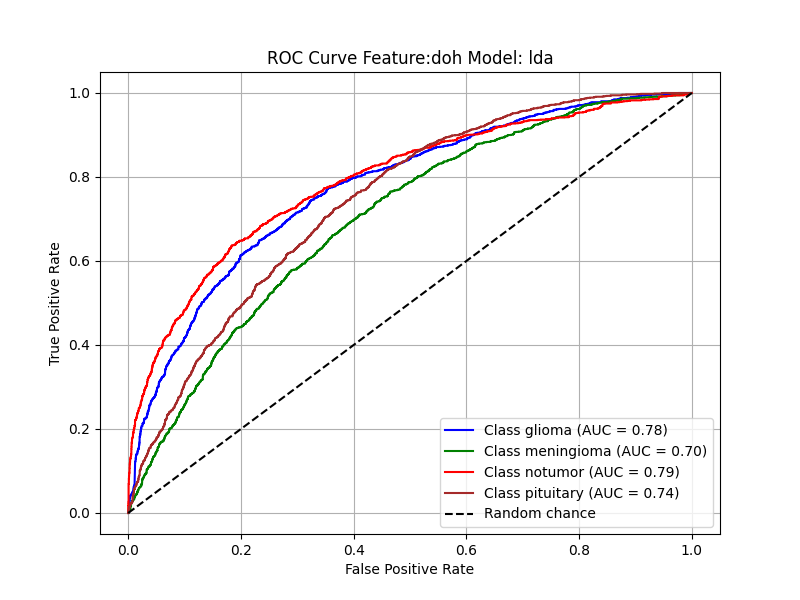 ROC Curve Feature:doh Model: lda
True Positive Rate
1.0
0.8
0.6
0.4
0.2
0.0
Class glioma (AUC = 0.78)
Class meningioma (AUC = 0.70)
Class notumor (AUC = 0.79)
Class pituitary (AUC = 0.74)
Random chance
0.0 0.2 0.4 0.6 0.8 1.0
False Positive Rate